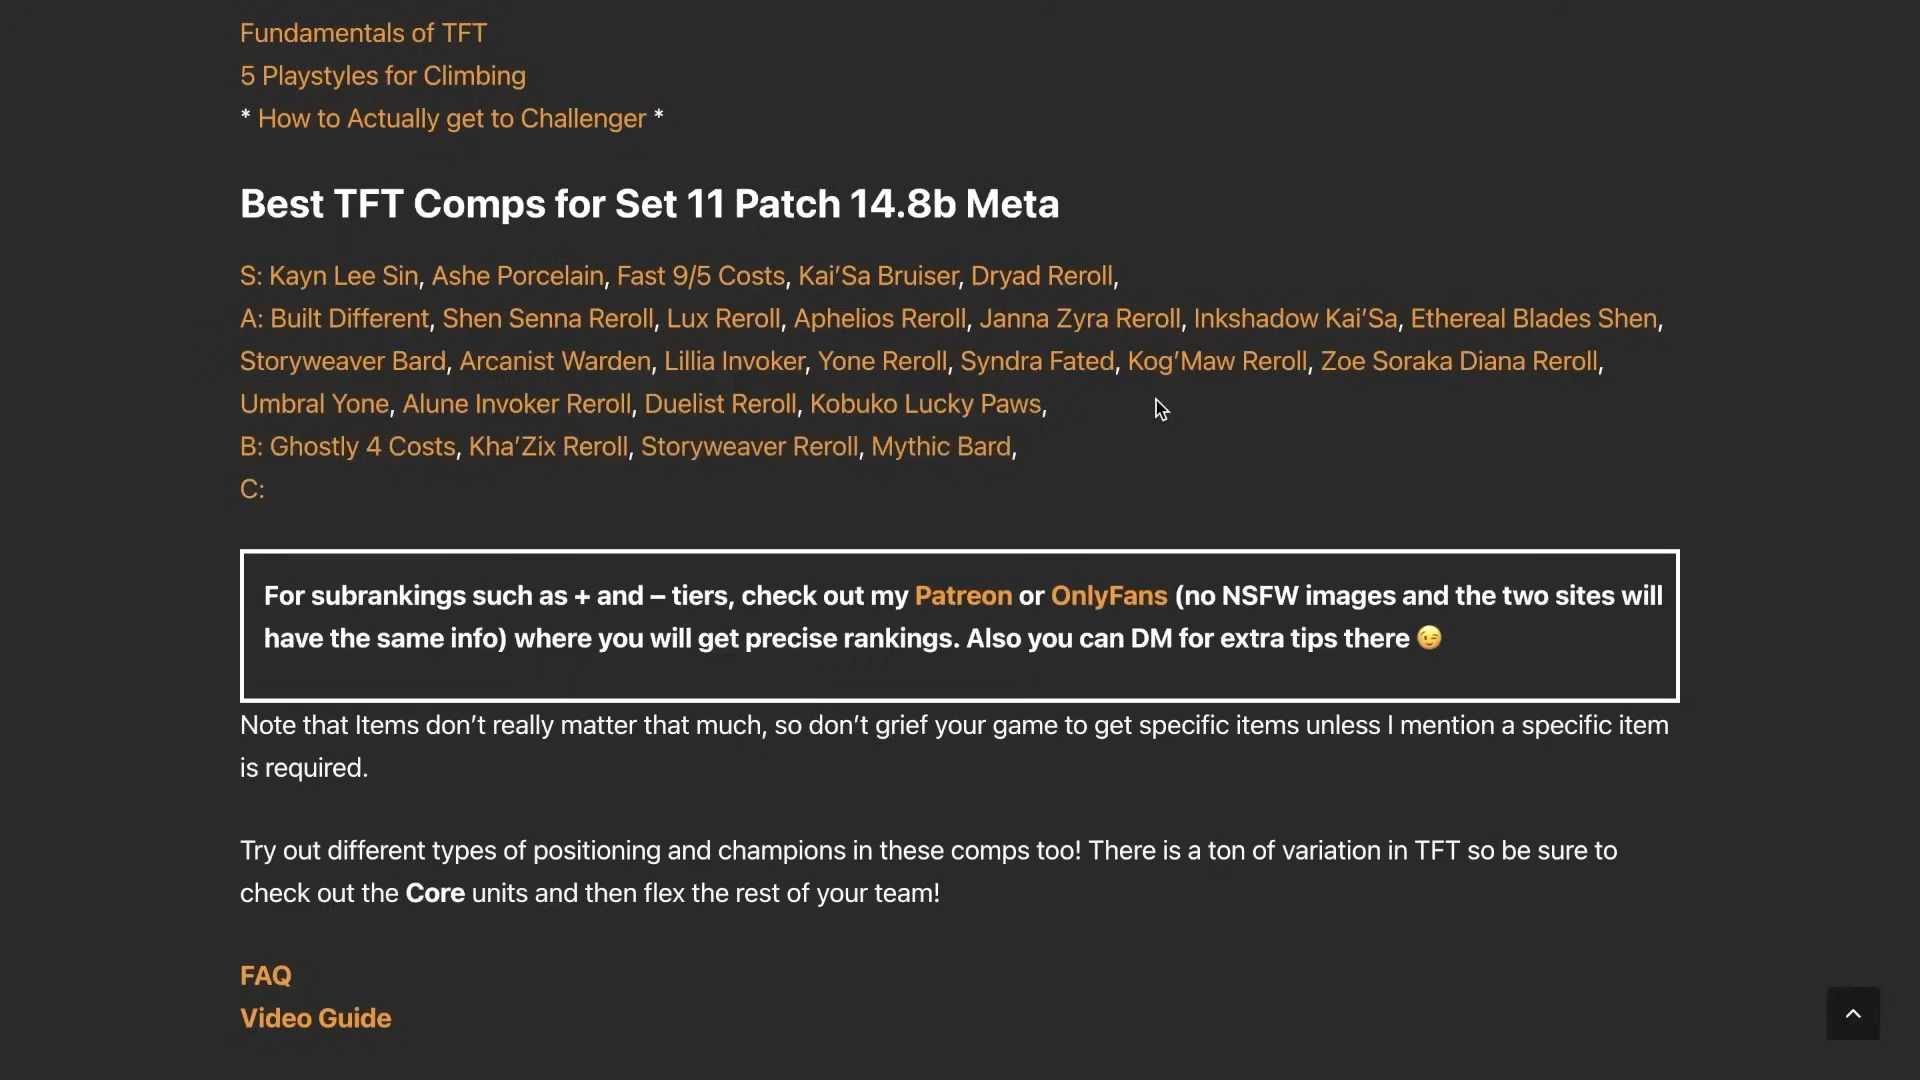 Fundamentals of TFT
5 Playstyles for Climbing
* How to Actually get to Challenger *
Best TFT Comps for Set 11 Patch 14.8b Meta
S: Kayn Lee Sin, Ashe Porcelain, Fast 9/5 Costs, Kai’Sa Bruiser, Dryad Reroll,
A: Built Different, Shen Senna Reroll, Lux Reroll, Aphelios Reroll, Janna Zyra Reroll, Inkshadow Kai’Sa, Ethereal Blades Shen,
Storyweaver Bard, Arcanist Warden, Lillia Invoker, Yone Reroll, Syndra Fated, Kog’Maw Reroll, Zoe Soraka Diana Reroll,
Umbral Yone, Alune Invoker Reroll, Duelist Reroll, Kobuko Lucky Paws,
B: Ghostly 4 Costs, Kha’Zix Reroll, Storyweaver Reroll, Mythic Bard,
C:
For subrankings such as + and – tiers, check out my Patreon or OnlyFans (no NSFW images and the two sites will
have the same info) where you will get precise rankings. Also you can DM for extra tips there 😉
Note that Items don’t really matter that much, so don’t grief your game to get specific items unless I mention a specific item
is required.
Try out different types of positioning and champions in these comps too! There is a ton of variation in TFT so be sure to
check out the Core units and then flex the rest of your team!
FAQ
Video Guide